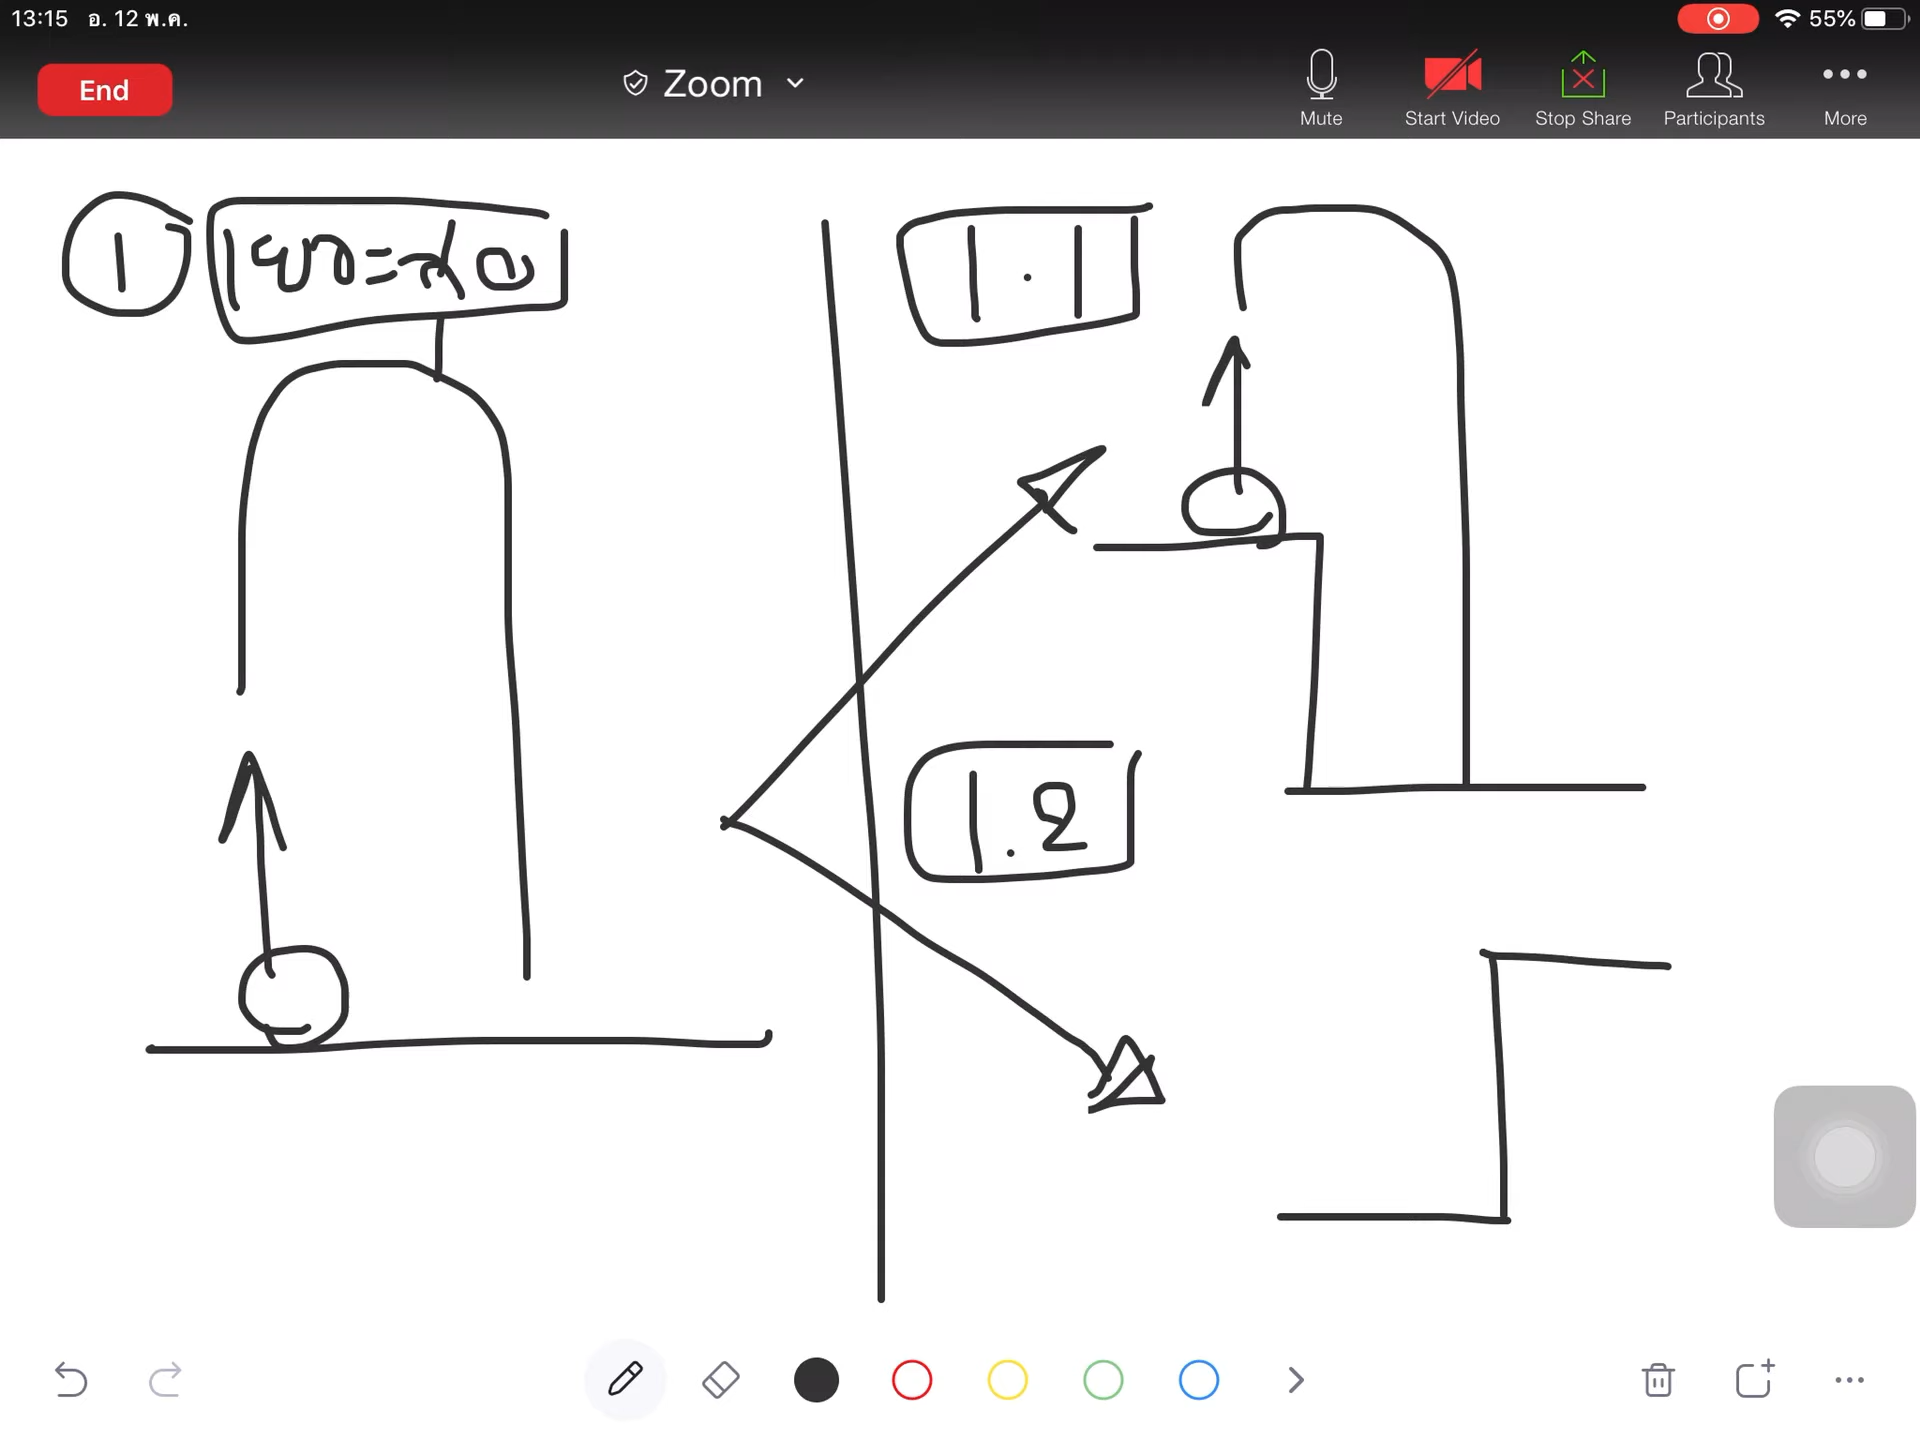 13:15 อ. 12 พ.ค. 55%
End Zoom Mute Start Video Stop Share Participants More
1
1.1
1.2